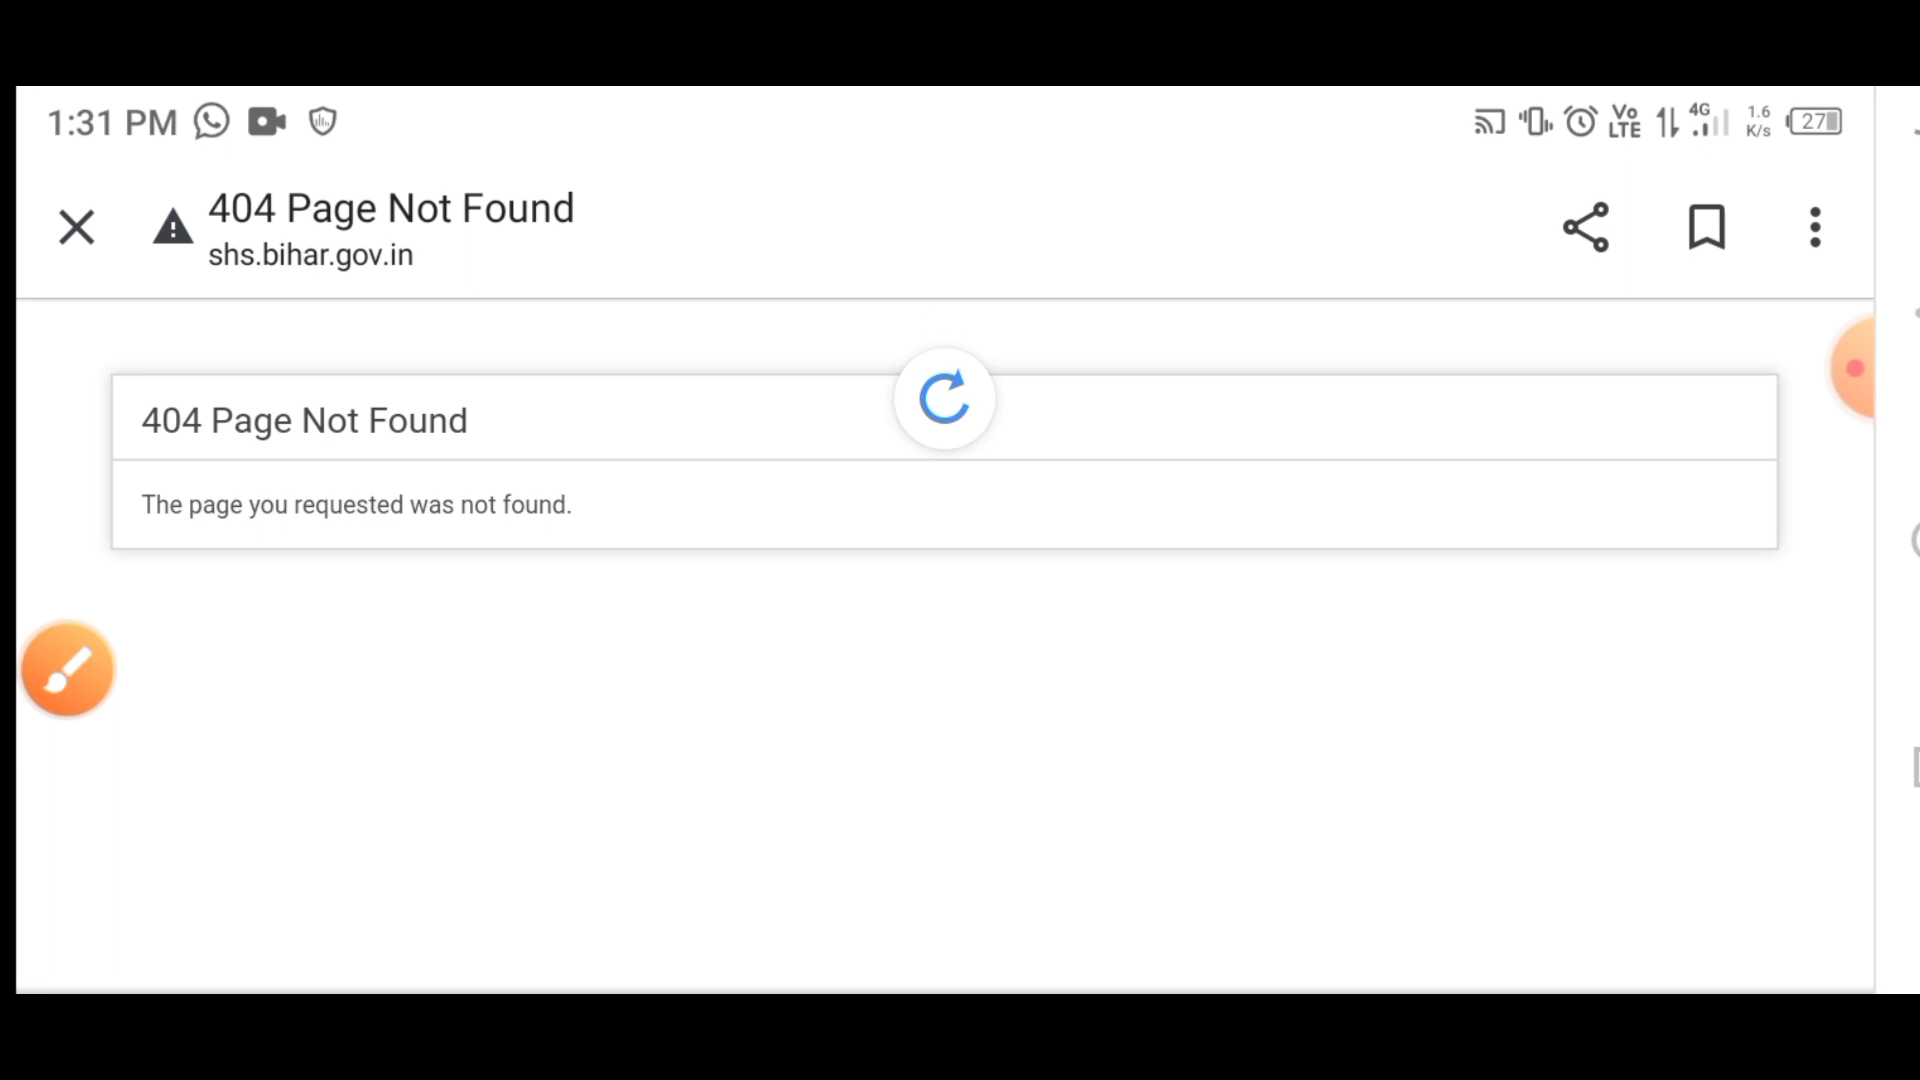 1:31 PM
Vo
LTE
4G
1.6
K/s
27
404 Page Not Found
shs.bihar.gov.in
404 Page Not Found
The page you requested was not found.